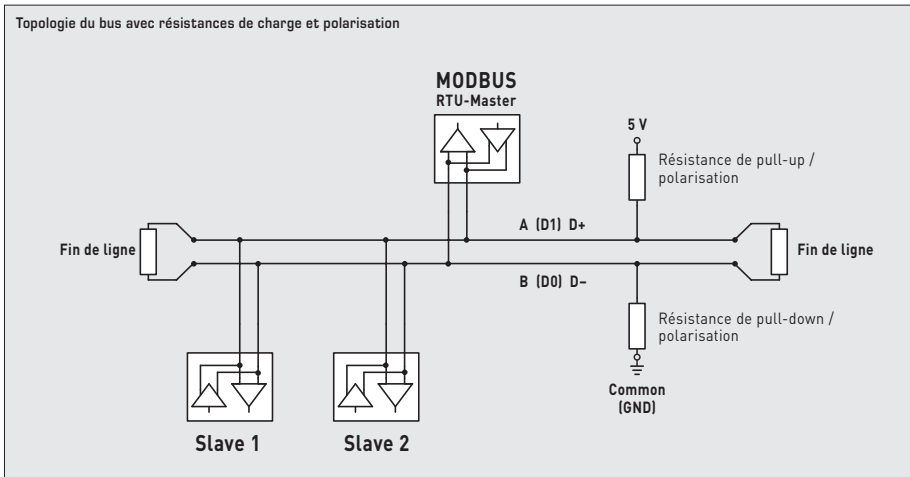 Topologie du bus avec résistances de charge et polarisation
MODBUS
RTU-Master
5 V
Résistance de pull-up /
polarisation
A (D1) D+
Fin de ligne
Fin de ligne
B (D0) D–
Résistance de pull-down /
polarisation
Common
(GND)
Slave 1
Slave 2